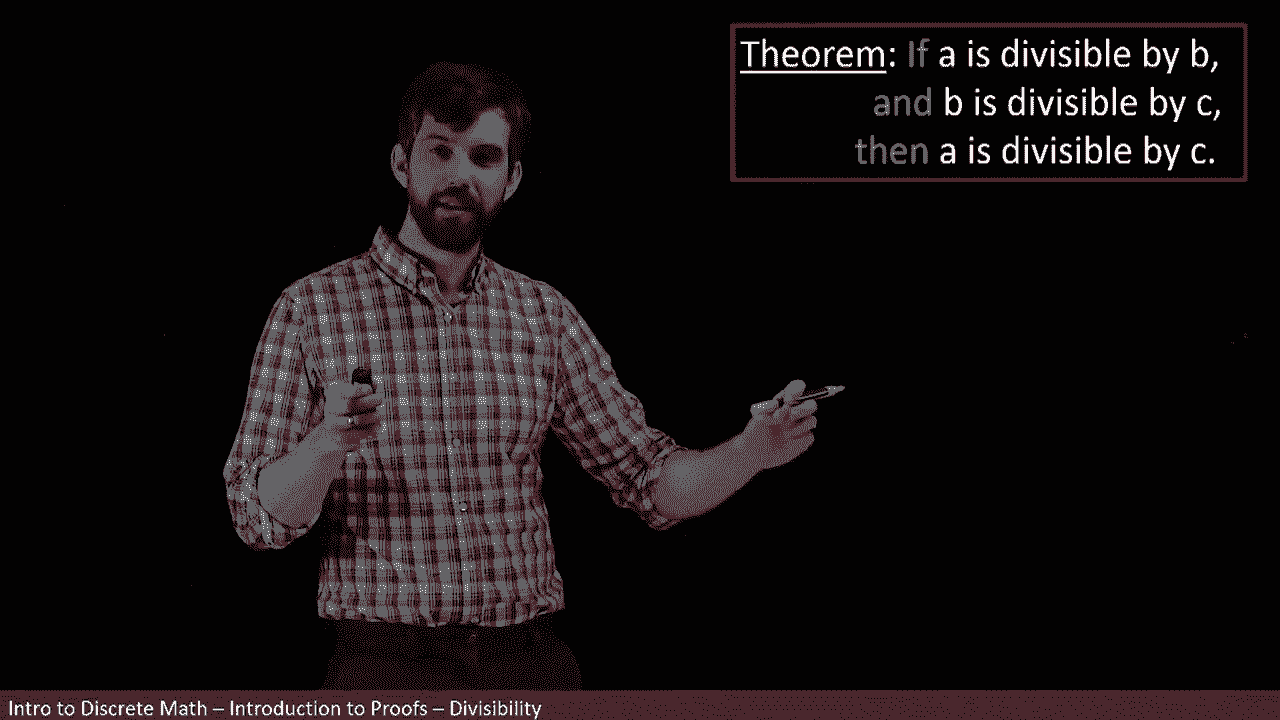 Theorem: If a is divisible by b,
and b is divisible by c,
then a is divisible by c.
Intro to Discrete Math – Introduction to Proofs – Divisibility